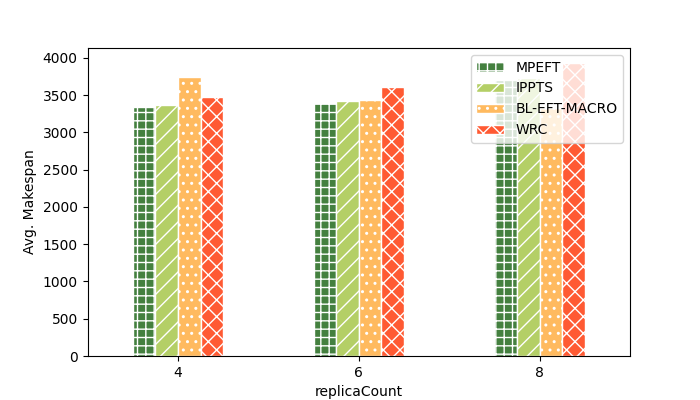 4000
3500
3000
2500
2000
1500
1000
500
0
Avg. Makespan
MPEFT
IPPTS
BL-EFT-MACRO
WRC
4
6
8
replicaCount